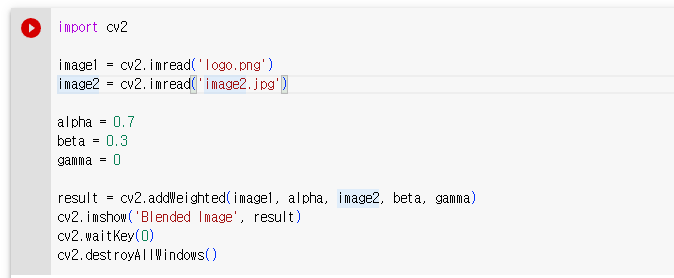 import cv2
image1 = cv2.imread('logo.png')
image2 = cv2.imread('image2.jpg')
alpha = 0.7
beta = 0.3
gamma = 0
result = cv2.addWeighted(image1, alpha, image2, beta, gamma)
cv2.imshow('Blended Image', result)
cv2.waitKey(0)
cv2.destroyAllWindows()